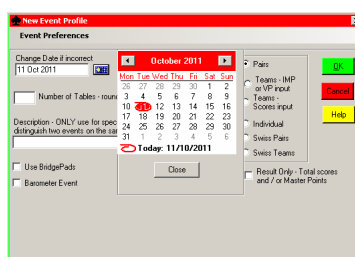 New Event Profile
Event Preferences
Change Date if incorrect
11 Oct 2011
Number of Tables - roun
Description - ONLY use for spec
distinguish two events on the sar
Use BridgePads
Barometer Event
October 2011
Mon Tue Wed Thu Fri Sat Sun
26 27 28 29 30 1 2
3 4 5 6 7 8 9
10 11 12 13 14 15 16
17 18 19 20 21 22 23
24 25 26 27 28 29 30
31 1 2 3 4 5 6
Today: 11/10/2011
Close
Pairs
Teams - IMP
or VP input
Teams -
Scores input
Individual
Swiss Pairs
Swiss Teams
Result Only - Total scores
and / or Master
Points
OK
Cancel
Help